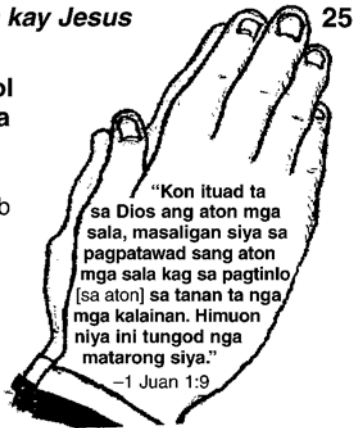 kay Jesus
25
ol
a
b
“Kon ituad ta
sa Dios ang aton mga
sala, masaligan siya sa
pagpatawad sang aton
mga sala kag sa pagtinlo
[sa aton] sa tanan ta nga
mga kalainan. Himuon
niya ini tungod nga
matarong siya.”
–1 Juan 1:9